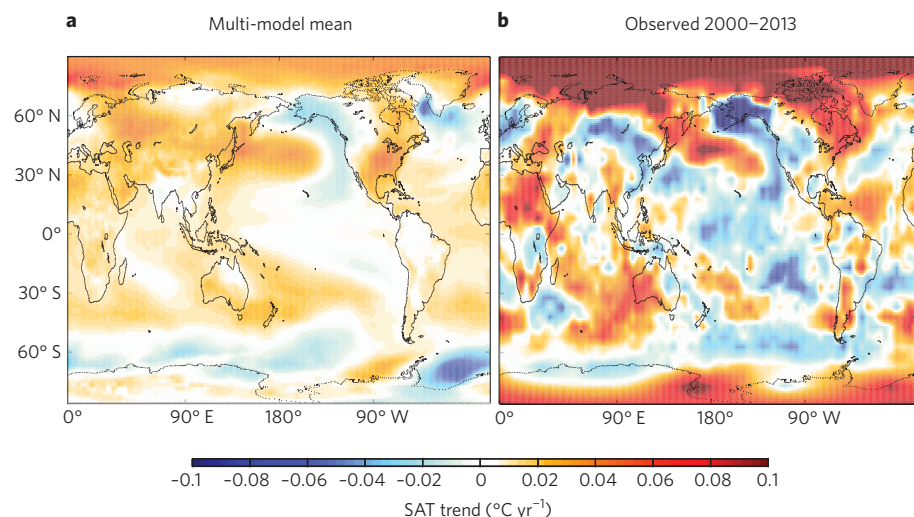 a Multi-model mean
b Observed 2000–2013
60° N
30° N
0°
30° S
60° S
0° 90° E 180° 90° W
0° 90° E 180° 90° W
−0.1 −0.08 −0.06 −0.04 −0.02 0 0.02 0.04 0.06 0.08 0.1
SAT trend (°C yr⁻¹)